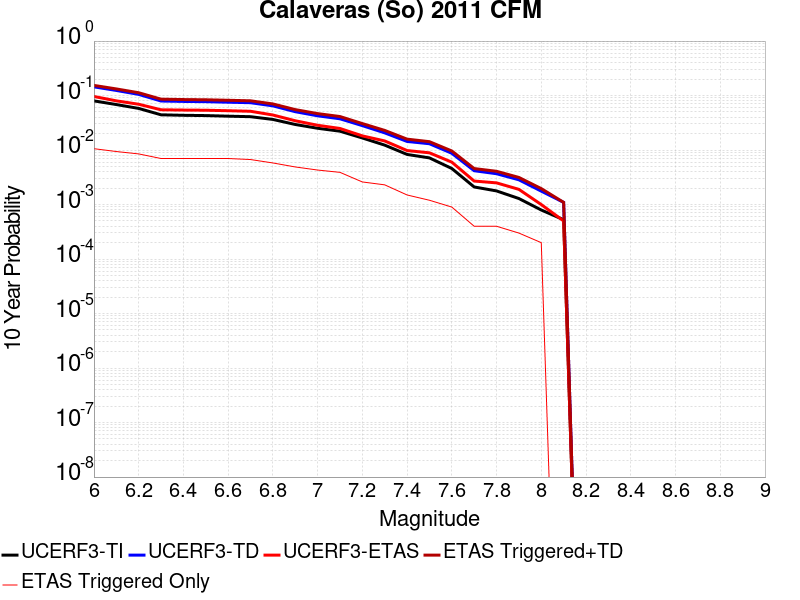 Calaveras (So) 2011 CFM
10 0
10 -1
10 -2
10 -3
10 -4
10 -5
10 -6
10 -7
10 -8
10 Year Probability
6 6.2 6.4 6.6 6.8 7 7.2 7.4 7.6 7.8 8 8.2 8.4 8.6 8.8 9
Magnitude
UCERF3-TI UCERF3-TD UCERF3-ETAS ETAS Triggered+TD
ETAS Triggered Only